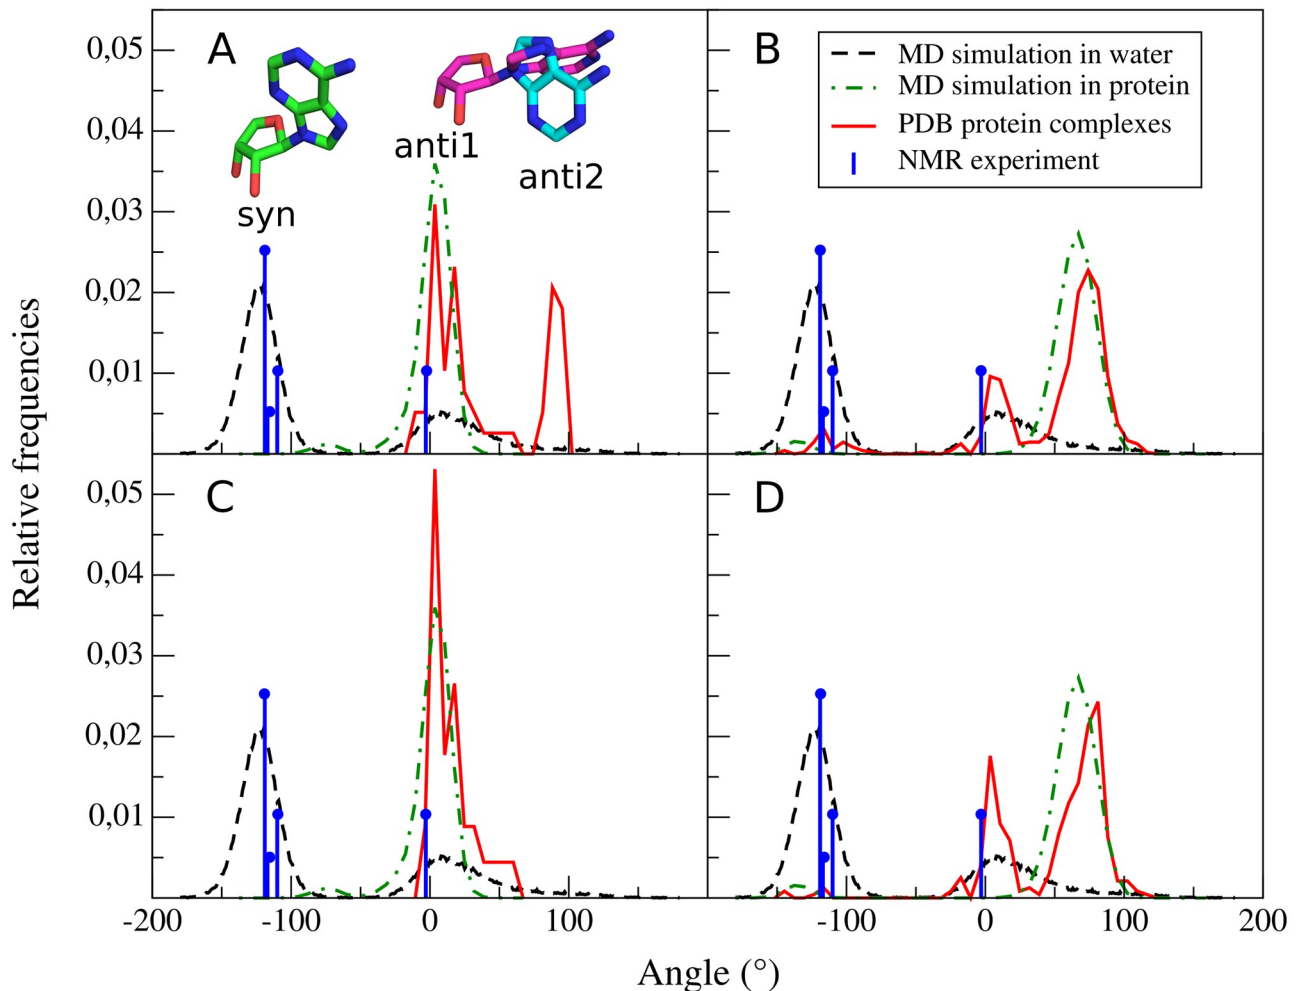 A
B
syn
anti1
anti2
MD simulation in water
MD simulation in protein
PDB protein complexes
NMR experiment
0,05
0,04
0,03
0,02
0,01
Relative frequencies
C
D
0,05
0,04
0,03
0,02
0,01
-200
-100
0
100
-100
0
100
200
Angle (°)